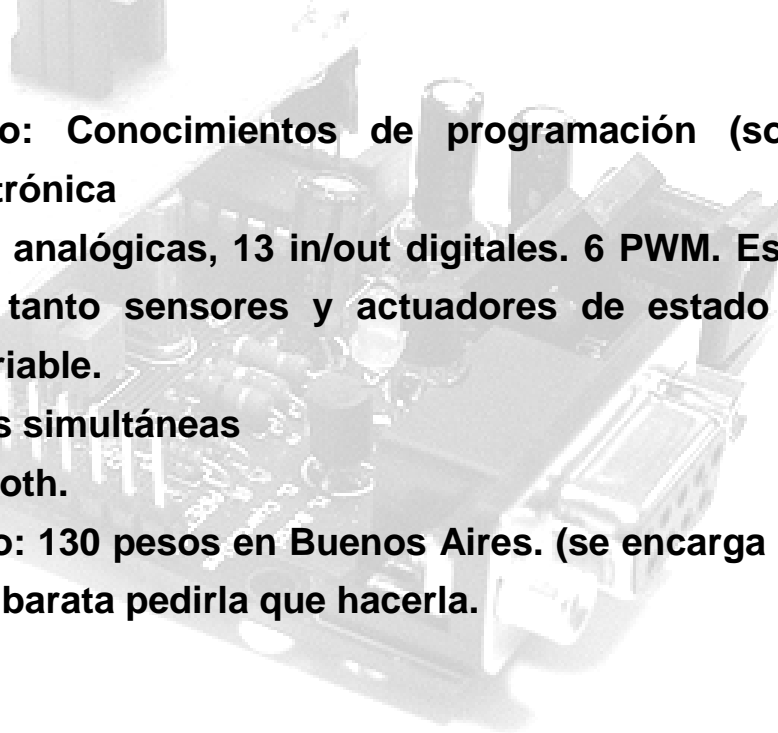 o: Conocimientos de programación (so
trónica
analógicas, 13 in/out digitales. 6 PWM. Es
tanto sensores y actuadores de estado
riable.
s simultáneas
oth.
o: 130 pesos en Buenos Aires. (se encarga
barata pedirla que hacerla.